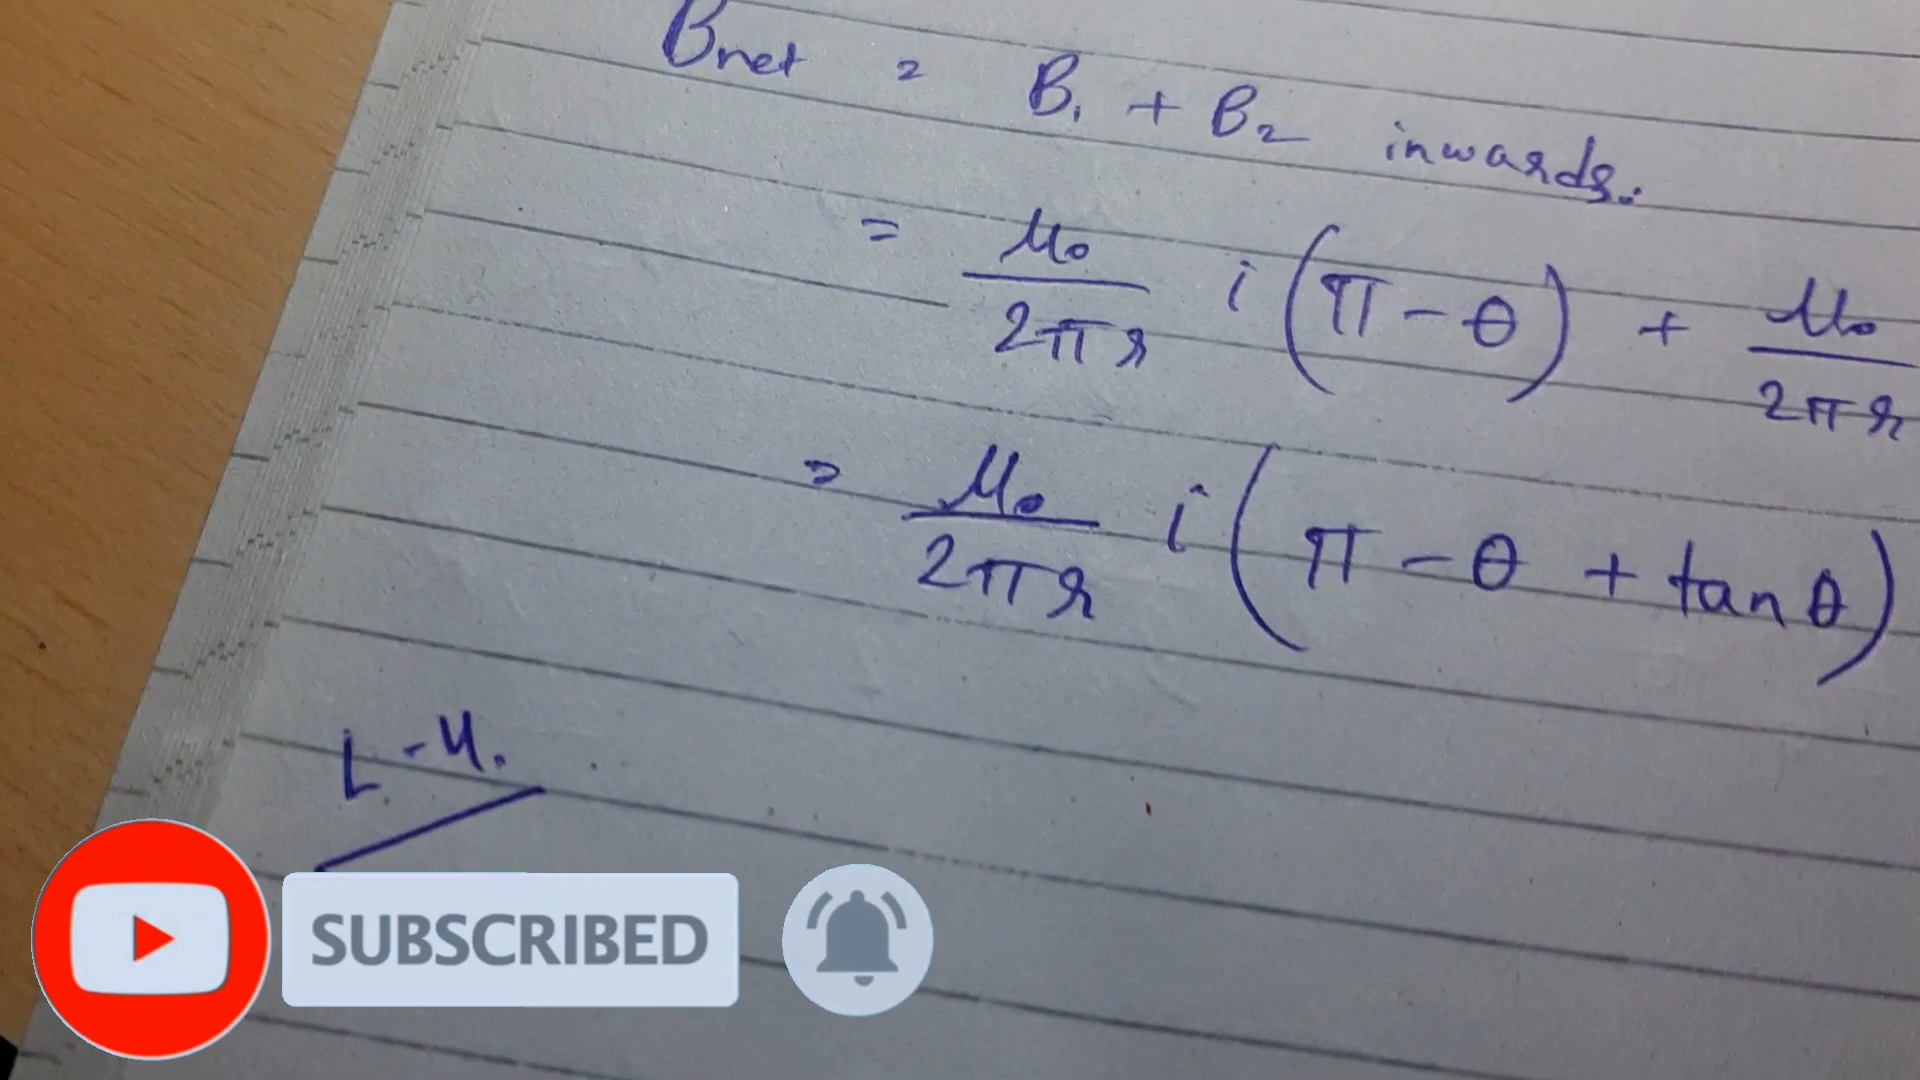 Bnet = B₁ + B₂ inwards.
= μ₀/2πr i (π - θ) + μ₀/2πr
= μ₀/2πr i (π - θ + tan θ)
L-4.
SUBSCRIBED